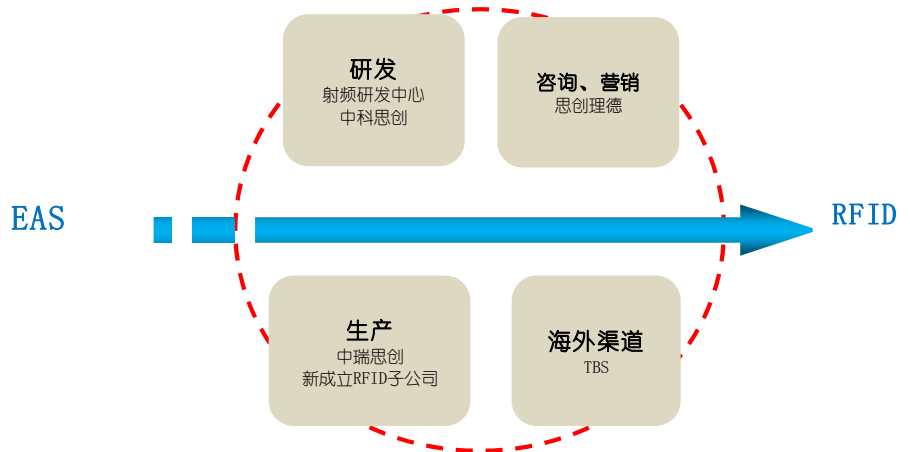 研发
射频研发中心
中科思创
咨询、营销
思创理德
EAS
RFID
生产
中瑞思创
新成立RFID子公司
海外渠道
TBS